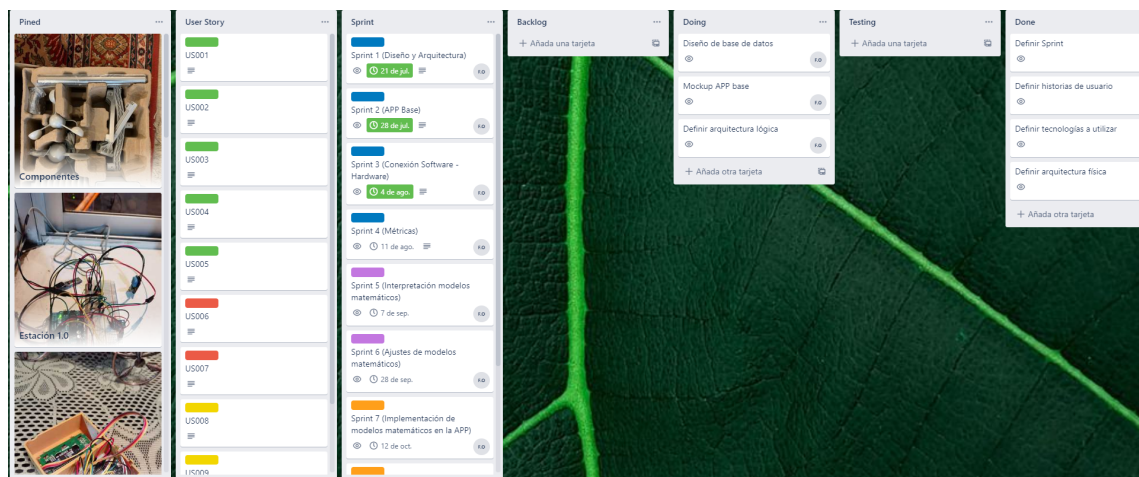 Pined
Componentes
Estación 1.0
User Story
US001
US002
US003
US004
US005
US006
US007
US008
US009
Sprint
Sprint 1 (Diseño y Arquitectura)
21 de jul.
F.O
Sprint 2 (APP Base)
28 de jul.
F.O
Sprint 3 (Conexión Software -
Hardware)
4 de ago.
F.O
Sprint 4 (Métricas)
11 de ago.
F.O
Sprint 5 (Interpretación modelos
matemáticos)
7 de sep.
F.O
Sprint 6 (Ajustes de modelos
matemáticos)
28 de sep.
F.O
Sprint 7 (Implementación de
modelos matemáticos en la APP)
12 de oct.
F.O
Backlog
+ Añada una tarjeta
Doing
Diseño de base de datos
F.O
Mockup APP base
F.O
Definir arquitectura lógica
F.O
+ Añada otra tarjeta
Testing
+ Añada una tarjeta
Done
Definir Sprint
Definir historias de usuario
Definir tecnologías a utilizar
Definir arquitectura física
+ Añada otra tarjeta